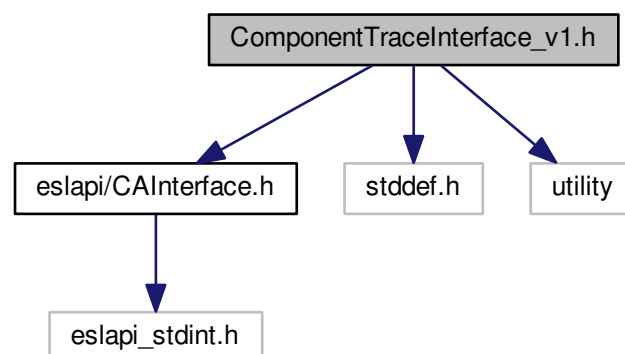 ComponentTraceInterface_v1.h
eslapi/CAInterface.h
stddef.h
utility
eslapi_stdint.h